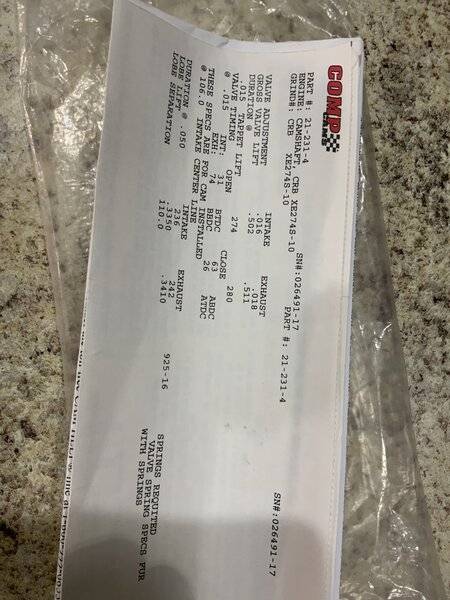 COMP
CAMS
PART #: 21-231-4 SN#:026491-17 PART #: 21-231-4 SN#:026491-17
ENGINE: CAMSHAFT CRB XE274S-10
GRIND#: CRB XE274S-10
INTAKE EXHAUST
VALVE ADJUSTMENT .016 .018
GROSS VALVE LIFT .502 .511
DURATION @
.015 TAPPET LIFT 274 280
VALVE TIMING OPEN CLOSE
@ .015
INT: 31 BTDC 63 ABDC
EXH: 74 BBDC 26 ATDC
THESE SPECS ARE FOR CAM INSTALLED
@ 106.0 INTAKE CENTER LINE
INTAKE EXHAUST
DURATION @ .050 236 242
LOBE LIFT .3350 .3410
LOBE SEPARATION 110.0
925-16 SPRINGS REQUITED
VALVE SPRING SPECS FUR
WITH SPRINGS